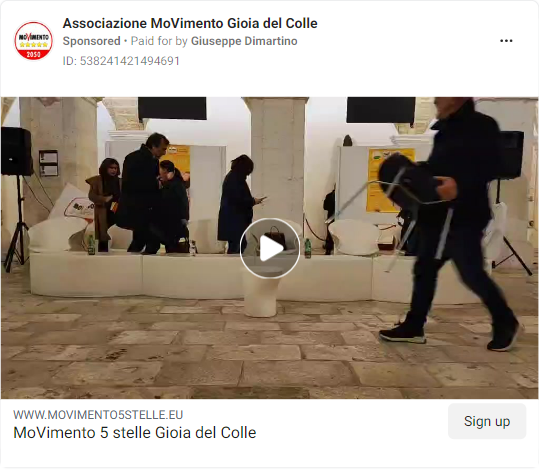 MOVIMENTO
2050
Associazione MoVimento Gioia del Colle
Sponsored • Paid for by Giuseppe Dimartino
ID: 538241421494691
WWW.MOVIMENTO5STELLE.EU
MoVimento 5 stelle Gioia del Colle
Sign up